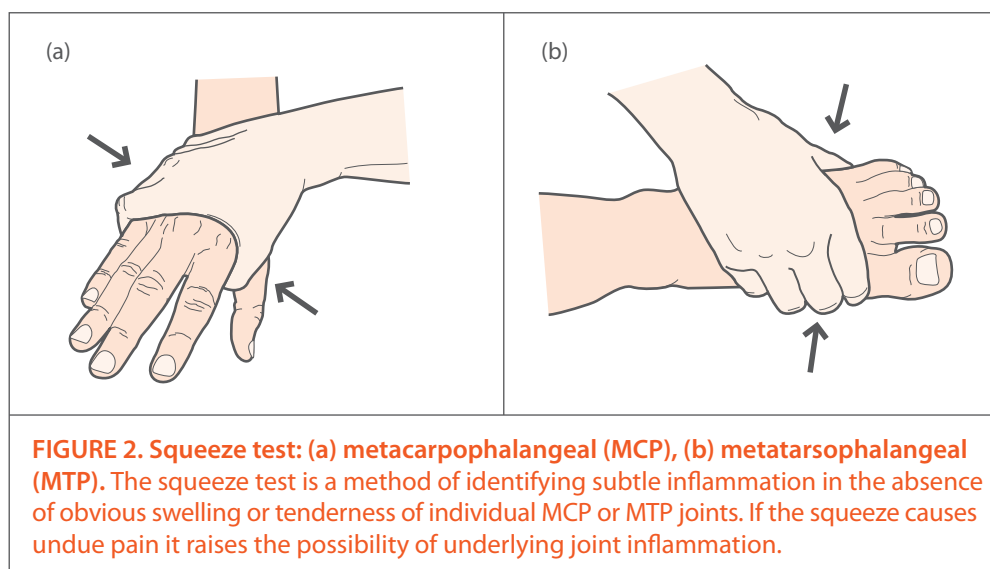 (a)
(b)
FIGURE 2. Squeeze test: (a) metacarpophalangeal (MCP), (b) metatarsophalangeal
(MTP). The squeeze test is a method of identifying subtle inflammation in the absence
of obvious swelling or tenderness of individual MCP or MTP joints. If the squeeze causes
undue pain it raises the possibility of underlying joint inflammation.